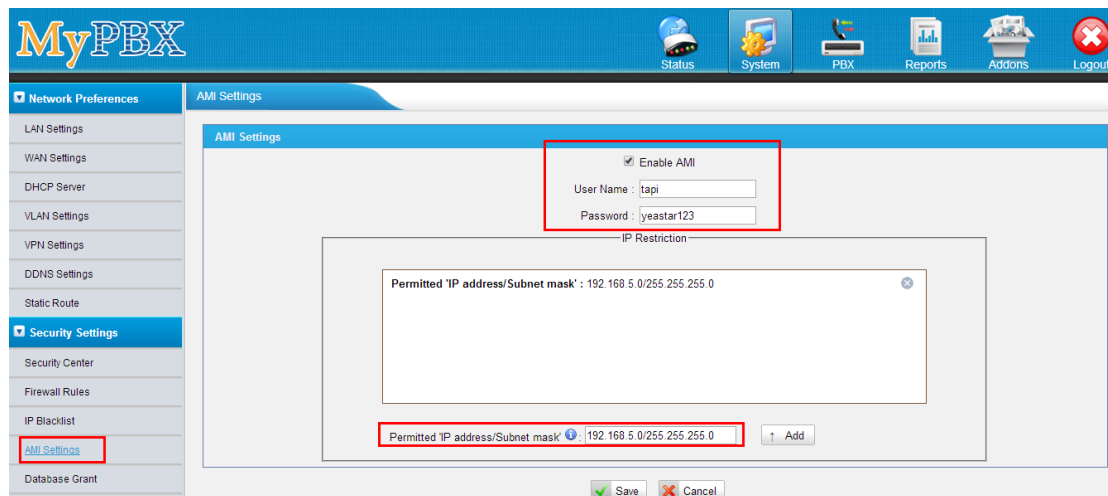 MyPBX
Status
System
PBX
Reports
Addons
Logout
Network Preferences
LAN Settings
WAN Settings
DHCP Server
VLAN Settings
VPN Settings
DDNS Settings
Static Route
Security Settings
Security Center
Firewall Rules
IP Blacklist
AMI Settings
Database Grant
AMI Settings
AMI Settings
Enable AMI
User Name : tapi
Password : yeastar123
IP Restriction
Permitted 'IP address/Subnet mask' : 192.168.5.0/255.255.255.0
Permitted 'IP address/Subnet mask' : 192.168.5.0/255.255.255.0 Add
Save Cancel